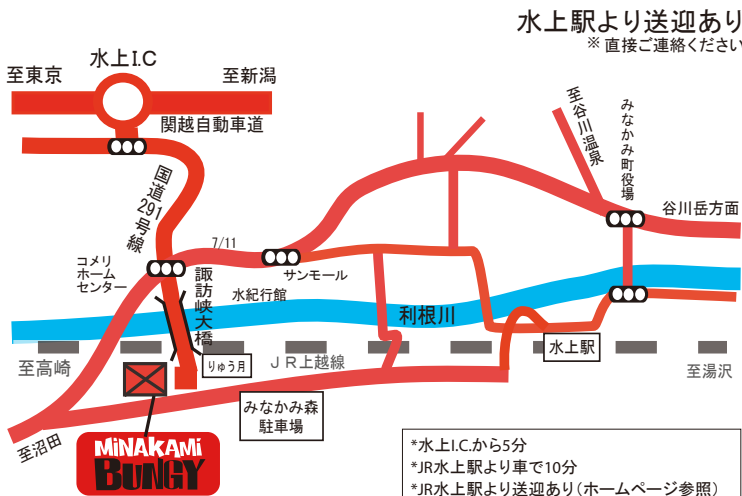 水上駅より送迎あり
※ 直接ご連絡ください
水上I.C
至東京
至新潟
関越自動車道
至谷川温泉
みなかみ町役場
国道291号線
谷川岳方面
7/11
コメリ
ホーム
センター
サンモール
諏訪峡大橋
水紀行館
利根川
水上駅
りゅう月
JR上越線
至高崎
至湯沢
みなかみ森
駐車場
至沼田
MiNAKAMi
BUNGY
*水上I.C.から5分
*JR水上駅より車で10分
*JR水上駅より送迎あり(ホームページ参照)